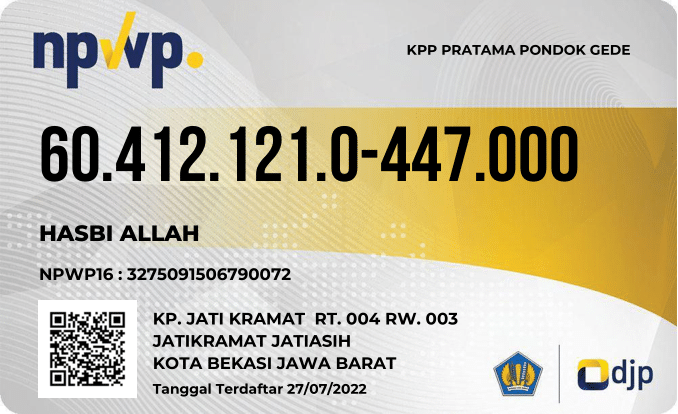 npwp.
KPP PRATAMA PONDOK GEDE
60.412.121.0-447.000
HASBI ALLAH
NPWP16 : 3275091506790072
KP. JATI KRAMAT RT. 004 RW. 003
JATIKRAMAT JATIASIH
KOTA BEKASI JAWA BARAT
Tanggal Terdaftar 27/07/2022
djp